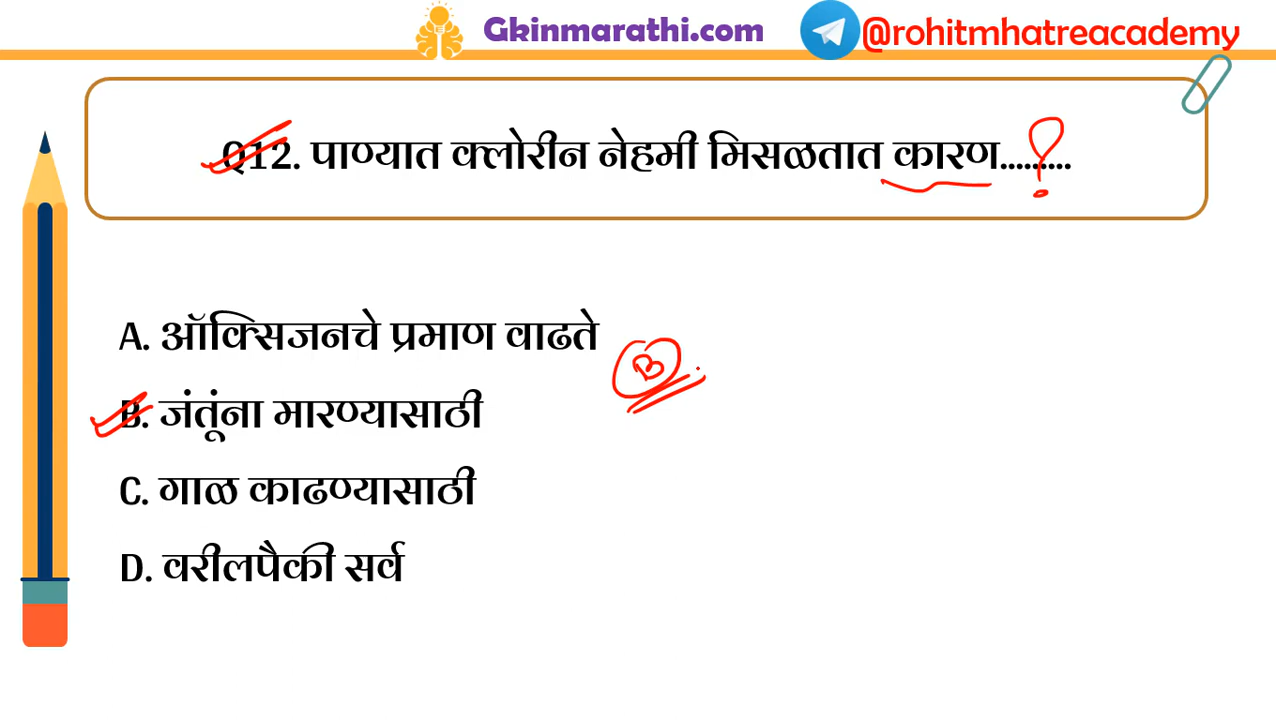 Gkinmarathi.com @rohitmhatreacademy
Q12. पाण्यात क्लोरीन नेहमी मिसळतात कारण......... ?
A. ऑक्सिजनचे प्रमाण वाढते
B
B. जंतूंना मारण्यासाठी
C. गाळ काढण्यासाठी
D. वरीलपैकी सर्व